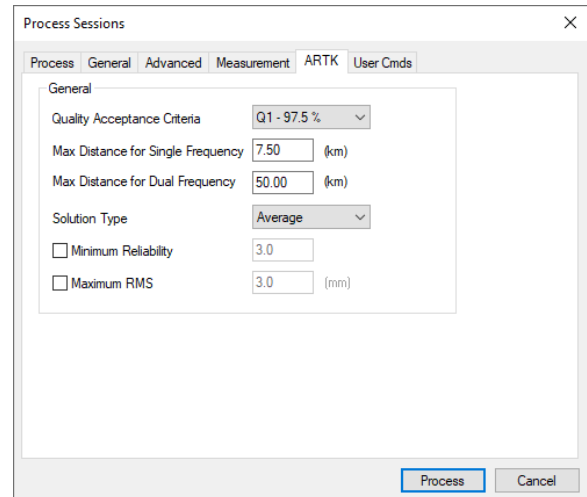 Process Sessions
Process General Advanced Measurement ARTK User Cmds
General
Quality Acceptance Criteria Q1 - 97.5 %
Max Distance for Single Frequency 7.50 (km)
Max Distance for Dual Frequency 50.00 (km)
Solution Type Average
Minimum Reliability 3.0
Maximum RMS 3.0 (mm)
Process Cancel